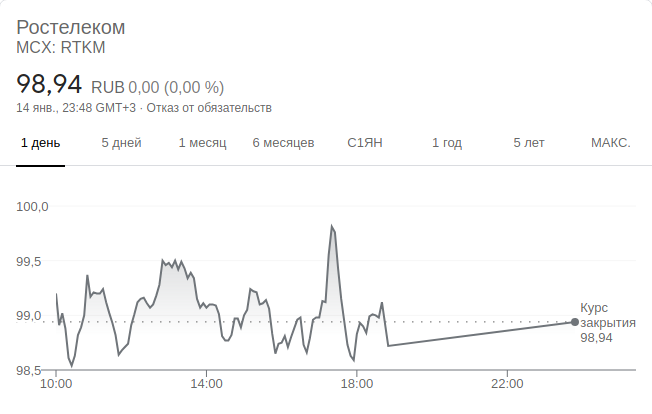 Ростелеком
MCX: RTKM
98,94 RUB 0,00 (0,00 %)
14 янв., 23:48 GMT+3 · Отказ от обязательств
1 день 5 дней 1 месяц 6 месяцев С1ЯН 1 год 5 лет МАКС.
100,0
99,5
99,0
98,5
Курс
закрытия
98,94
10:00 14:00 18:00 22:00